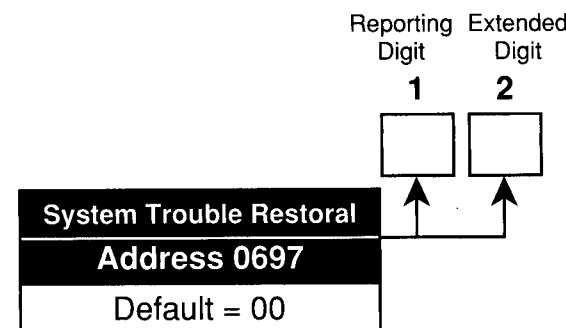 Reporting Extended
Digit Digit
1 2
System Trouble Restoral
Address 0697
Default = 00